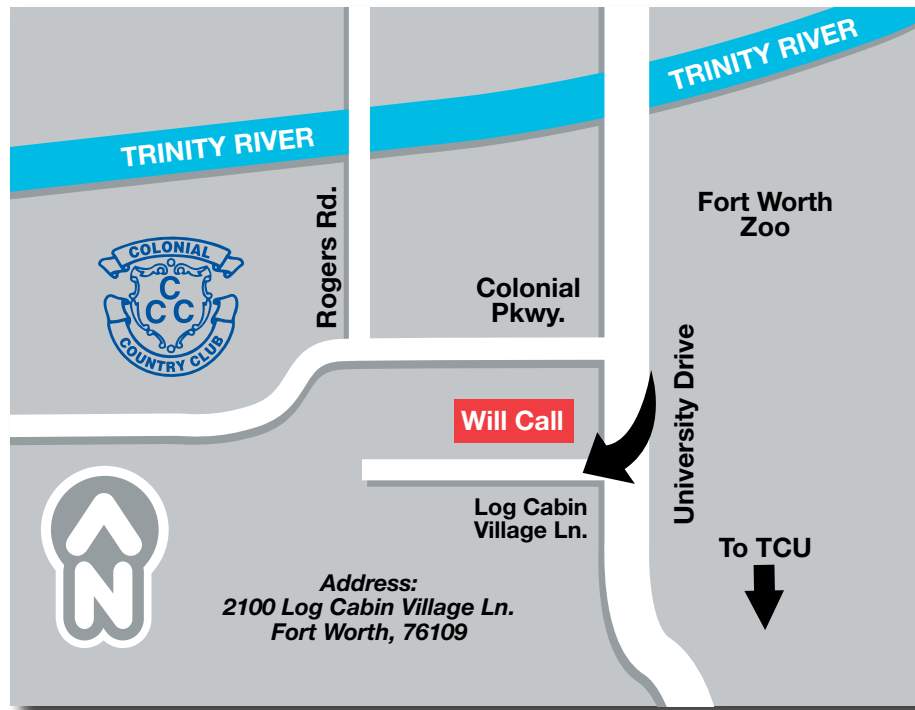 TRINITY RIVER
TRINITY RIVER
Fort Worth
Zoo
Rogers Rd.
COLONIAL
C
C C
COUNTRY CLUB
Colonial
Pkwy.
University Drive
Will Call
Log Cabin
Village Ln.
To TCU
N
Address:
2100 Log Cabin Village Ln.
Fort Worth, 76109